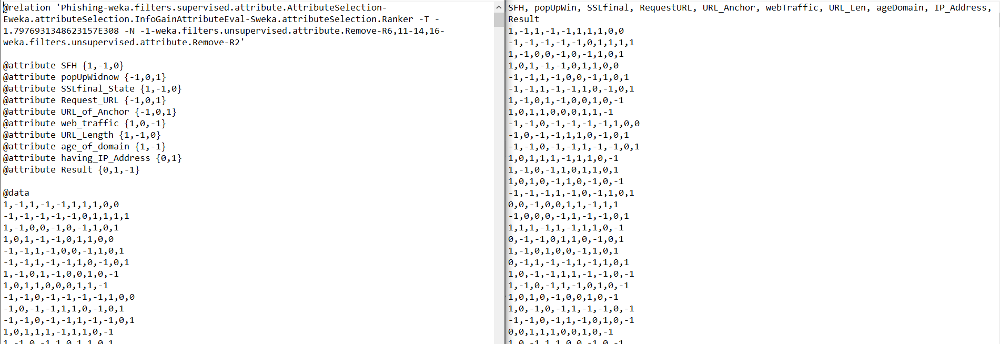 @relation 'Phishing-weka.filters.supervised.attribute.AttributeSelection-
Eweka.attributeSelection.InfoGainAttributeEval-Sweka.attributeSelection.Ranker -T -
1.7976931348623157E308 -N -1-weka.filters.unsupervised.attribute.Remove-R6,11-14,16-
weka.filters.unsupervised.attribute.Remove-R2'
@attribute SFH {1,-1,0}
@attribute popUpWidnow {-1,0,1}
@attribute SSLfinal_State {1,-1,0}
@attribute Request_URL {-1,0,1}
@attribute URL_of_Anchor {-1,0,1}
@attribute web_traffic {1,0,-1}
@attribute URL_Length {1,-1,0}
@attribute age_of_domain {1,-1}
@attribute having_IP_Address {0,1}
@attribute Result {0,1,-1}
@data
1,-1,1,-1,-1,1,1,1,0,0
-1,-1,-1,-1,-1,0,1,1,1,1
1,-1,0,0,-1,0,-1,1,0,1
1,0,1,-1,-1,0,1,1,0,0
-1,-1,1,-1,0,0,-1,1,0,1
-1,-1,1,-1,-1,1,0,-1,0,1
1,-1,0,1,-1,0,0,1,0,-1
1,0,1,1,0,0,0,1,1,-1
-1,-1,0,-1,-1,-1,-1,1,0,0
-1,0,-1,-1,1,1,0,-1,0,1
-1,-1,0,-1,-1,1,-1,-1,0,1
1,0,1,1,1,-1,1,1,0,-1
1,-1,0,-1,1,0,1,1,0,1
SFH, popUpWin, SSLfinal, RequestURL, URL_Anchor, webTraffic, URL_Len, ageDomain, IP_Address,
Result
1,-1,1,-1,-1,1,1,1,0,0
-1,-1,-1,-1,-1,0,1,1,1,1
1,-1,0,0,-1,0,-1,1,0,1
1,0,1,-1,-1,0,1,1,0,0
-1,-1,1,-1,0,0,-1,1,0,1
-1,-1,1,-1,-1,1,0,-1,0,1
1,-1,0,1,-1,0,0,1,0,-1
1,0,1,1,0,0,0,1,1,-1
-1,-1,0,-1,-1,-1,-1,1,0,0
-1,0,-1,-1,1,1,0,-1,0,1
-1,-1,0,-1,-1,1,-1,-1,0,1
1,0,1,1,1,-1,1,1,0,-1
1,-1,0,-1,1,0,1,1,0,1
1,0,1,0,-1,1,0,-1,0,-1
-1,-1,-1,1,-1,0,-1,1,0,1
0,0,-1,0,0,1,1,-1,1,1
-1,0,0,0,-1,1,-1,-1,0,1
1,1,1,-1,1,-1,1,1,0,-1
0,-1,-1,0,1,1,0,-1,0,1
1,-1,0,1,0,0,-1,1,0,1
0,-1,1,-1,-1,1,-1,1,0,1
1,0,-1,-1,1,1,-1,-1,0,-1
1,-1,0,-1,1,-1,0,1,0,-1
1,0,1,0,-1,0,0,1,0,-1
1,0,-1,0,-1,1,-1,-1,0,-1
-1,-1,0,-1,1,-1,0,1,0,-1
0,0,1,1,1,0,0,1,0,-1
1,0,-1,1,1,0,0,-1,0,-1